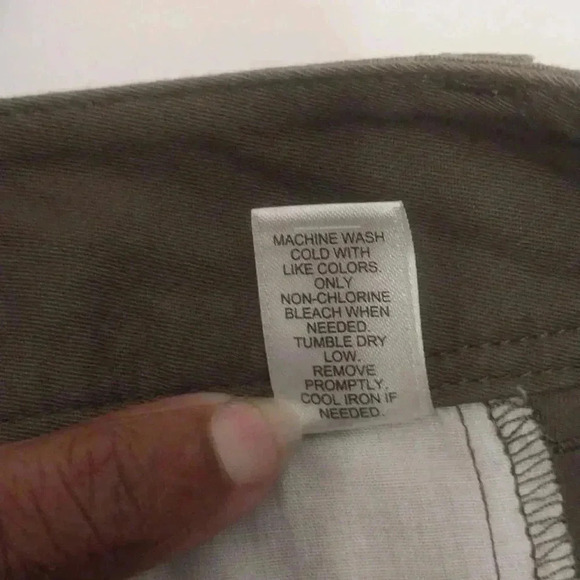 MACHINE WASH
COLD WITH
LIKE COLORS.
ONLY
NON-CHLORINE
BLEACH WHEN
NEEDED.
TUMBLE DRY
LOW.
REMOVE
PROMPTLY.
COOL IRON IF
NEEDED.